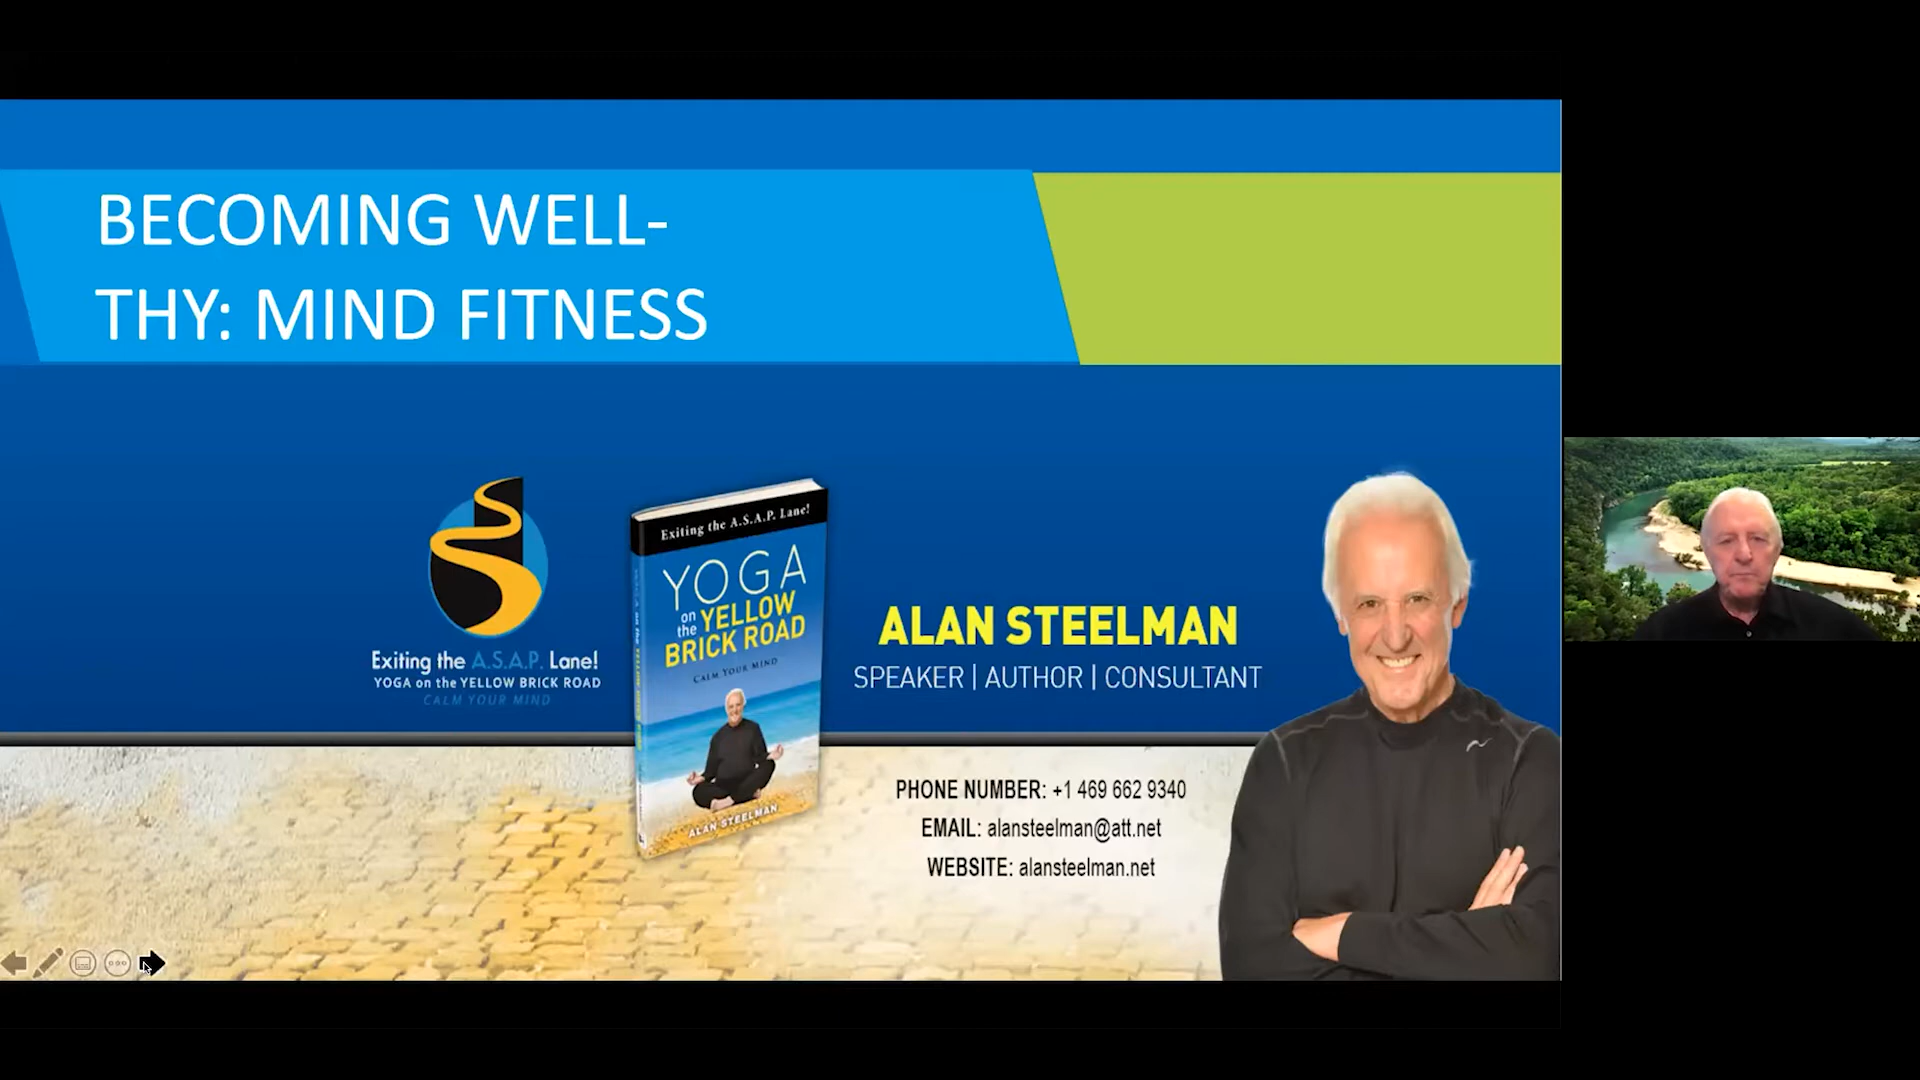 BECOMING WELL-
THY: MIND FITNESS
Exiting the A.S.A.P. Lane!
YOGA on the YELLOW BRICK ROAD
CALM YOUR MIND
Exiting the A.S.A.P. Lane!
YOGA
on the YELLOW
BRICK ROAD
CALM YOUR MIND
ALAN STEELMAN
ALAN STEELMAN
SPEAKER | AUTHOR | CONSULTANT
PHONE NUMBER: +1 469 662 9340
EMAIL: alansteelman@att.net
WEBSITE: alansteelman.net